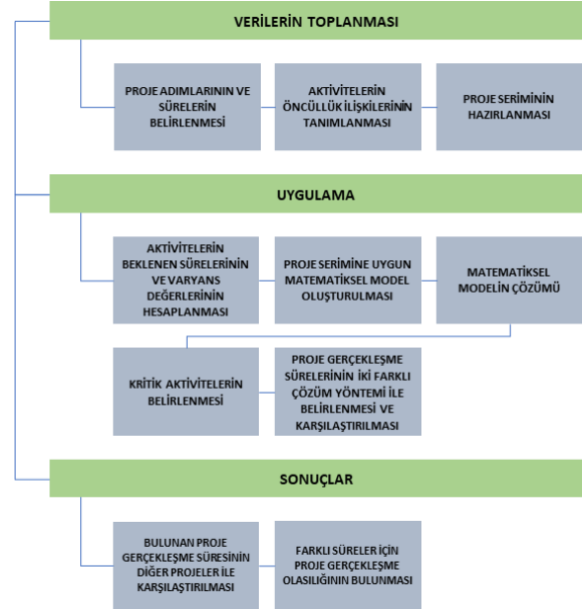 VERİLERİN TOPLANMASI
PROJE ADIMLARININ VE
SÜRELERİN
BELİRLENMESİ
AKTİVİTELERİN
ÖNCÜLLÜK İLİŞKİLERİNİN
TANIMLANMASI
PROJE SERİMİNİN
HAZIRLANMASI
UYGULAMA
AKTİVİTELERİN
BEKLENEN SÜRELERİNİN
VE VARYANS
DEĞERLERİNİN
HESAPLANMASI
PROJE SERİMİNE UYGUN
MATEMATİKSEL MODEL
OLUŞTURULMASI
MATEMATİKSEL
MODELİN ÇÖZÜMÜ
KRİTİK AKTİVİTELERİN
BELİRLENMESİ
PROJE GERÇEKLEŞME
SÜRELERİNİN İKİ FARKLI
ÇÖZÜM YÖNTEMİ İLE
BELİRLENMESİ VE
KARŞILAŞTIRILMASI
SONUÇLAR
BULUNAN PROJE
GERÇEKLEŞME SÜRESİNİN
DİĞER PROJELER İLE
KARŞILAŞTIRILMASI
FARKLI SÜRELER İÇİN
PROJE GERÇEKLEŞME
OLASILIĞININ BULUNMASI